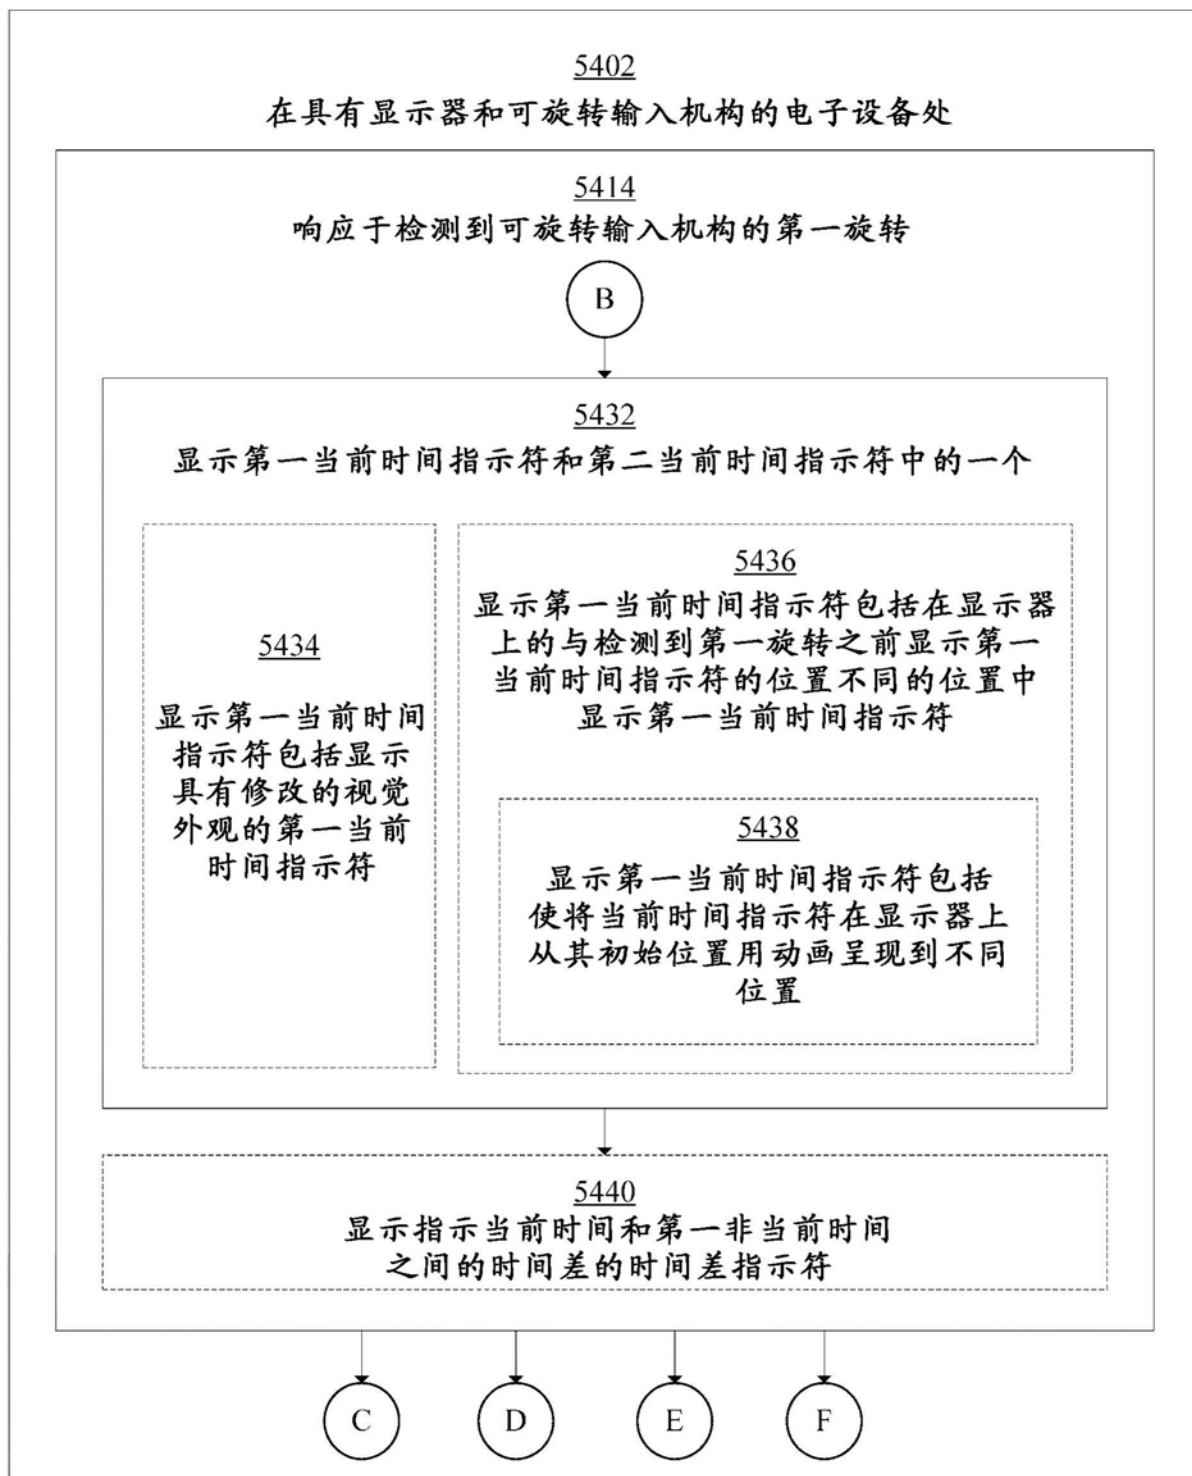 5402
在具有显示器和可旋转输入机构的电子设备处
5414
响应于检测到可旋转输入机构的第一旋转
B
5432
显示第一当前时间指示符和第二当前时间指示符中的一个
5434
显示第一当前时间
指示符包括显示
具有修改的视觉
外观的第一当前
时间指示符
5436
显示第一当前时间指示符包括在显示器
上的与检测到第一旋转之前显示第一
当前时间指示符的位置不同的位置中
显示第一当前时间指示符
5438
显示第一当前时间指示符包括
使将当前时间指示符在显示器上
从其初始位置用动画呈现到不同
位置
5440
显示指示当前时间和第一非当前时间
之间的时间差的时间差指示符
C
D
E
F